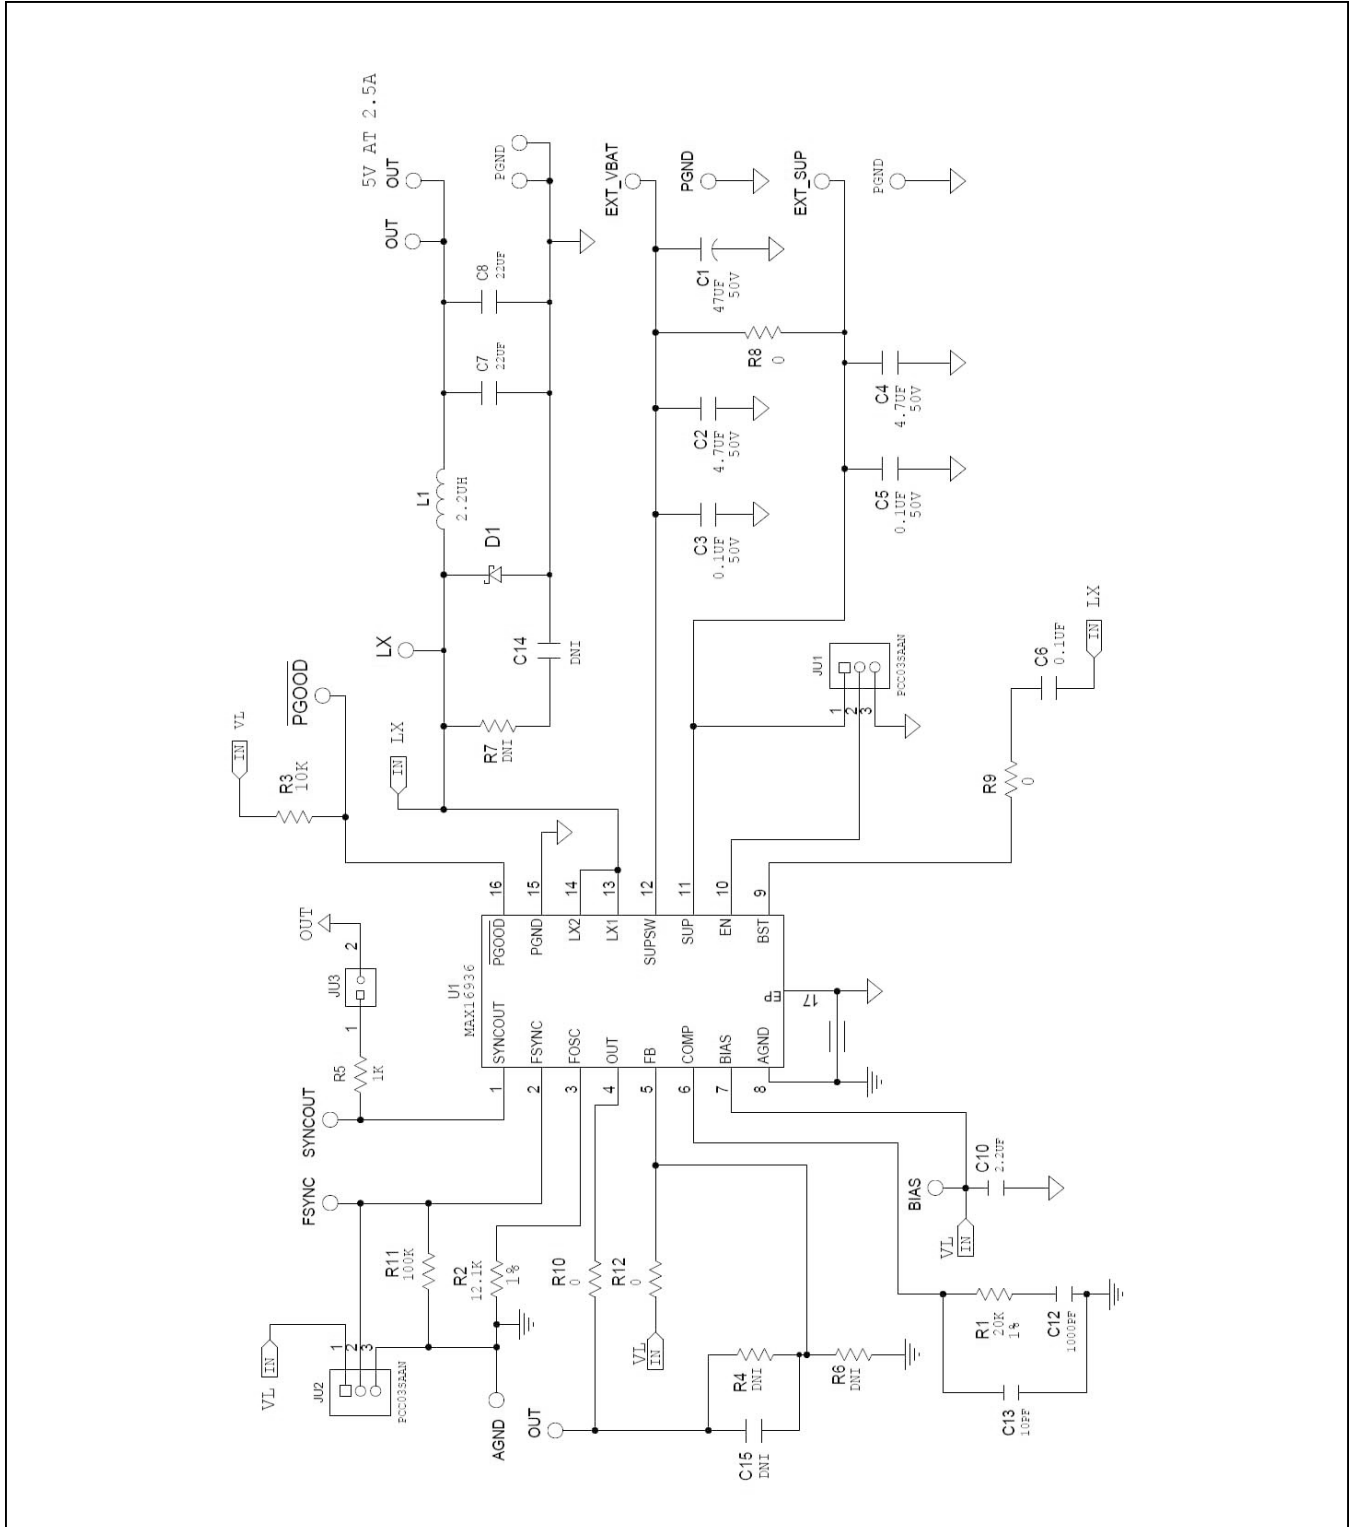 5V AT 2.5A
OUT
OUT
PGND
C8
22UF
C7
22UF
L1
2.2UH
D1
LX
C14
DNI
R7
DNI
IN
LX
PGOOD
IN
VL
R3
10K
EXT_VBAT
PGND
EXT_SUP
PGND
C1
47UF
50V
R8
0
C2
4.7UF
50V
C4
4.7UF
50V
C3
0.1UF
50V
C5
0.1UF
50V
JU1
PCC03SAAN
1
2
3
C6
0.1UF
IN
LX
R9
0
OUT
2
JU3
1
R5
1K
SYNCOUT
U1
MAX16936
16
15
14
13
12
11
10
9
PGOOD
PGND
LX2
LX1
SUPSW
SUP
EN
BST
EP
17
SYNCOUT
FSYNC
FOSC
OUT
FB
COMP
BIAS
AGND
1
2
3
4
5
6
7
8
FSYNC
R11
100K
R2
12.1K
1%
R10
0
R12
0
VL
IN
VL
IN
JU2
1
2
3
PCC03SAAN
AGND
OUT
R4
DNI
R6
DNI
C15
DNI
BIAS
C10
2.2UF
VL
IN
R1
20K
1%
C12
1000PF
C13
10PF